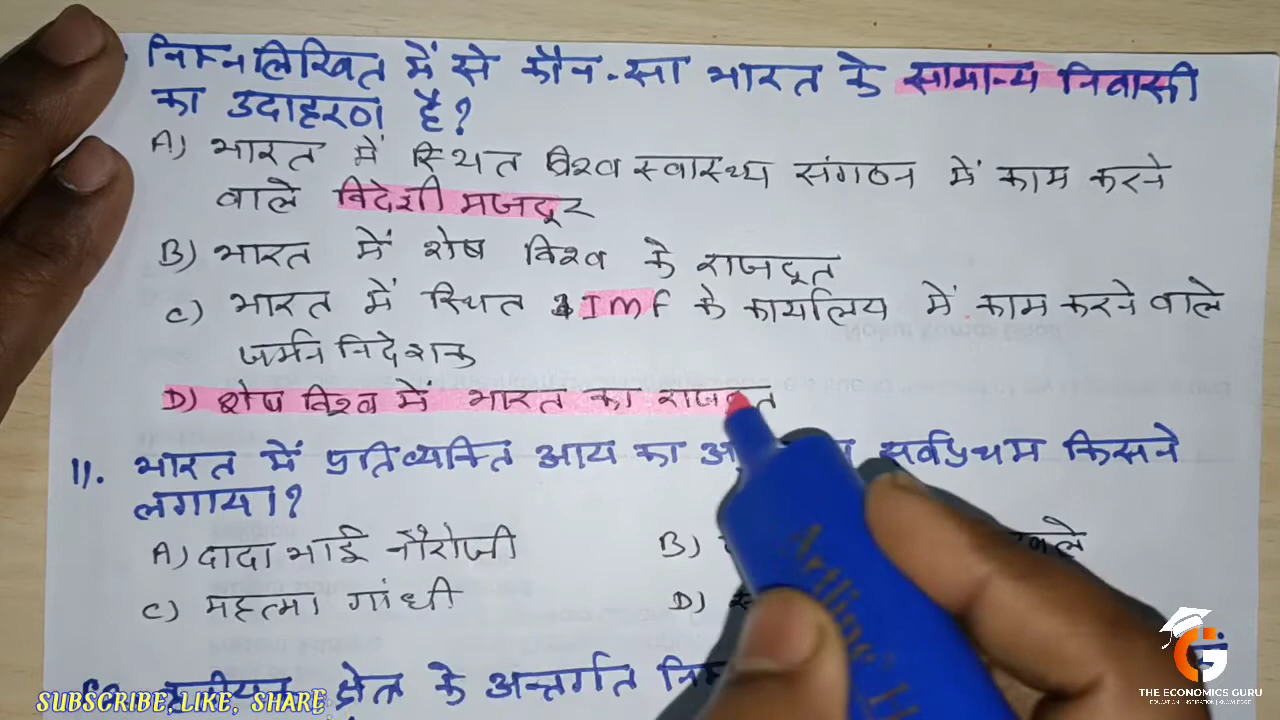 निम्नलिखित में से कौन-सा भारत के सामान्य निवासी
का उदाहरण है?
A) भारत में स्थित विश्व स्वास्थ्य संगठन में काम करने
वाले विदेशी मजदूर
B) भारत में शेष विश्व के राजदूत
C) भारत में स्थित IMF के कार्यालय में काम करने वाले
जर्मन निदेशक
D) शेष विश्व में भारत का राजदूत
11. भारत में प्रतिव्यक्ति आय का सर्वप्रथम किसने
लगाया?
A) दादा भाई नौरोजी B)
C) महत्मा गांधी D)
क्षेत्र के अन्तर्गत
SUBSCRIBE, LIKE, SHARE
THE ECONOMICS GURU